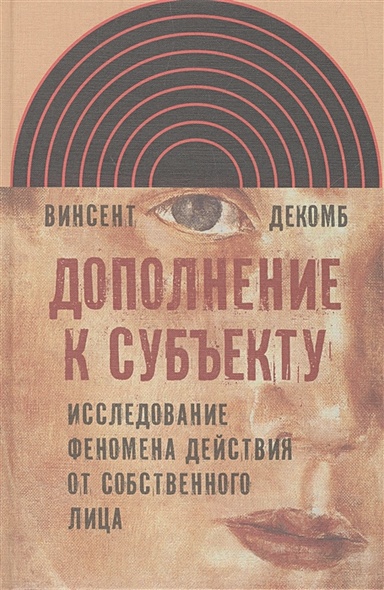 ВИНСЕНТ ДЕКОМБ
ДОПОЛНЕНИЕ
К СУБЪЕКТУ
ИССЛЕДОВАНИЕ
ФЕНОМЕНА ДЕЙСТВИЯ
ОТ СОБСТВЕННОГО
ЛИЦА